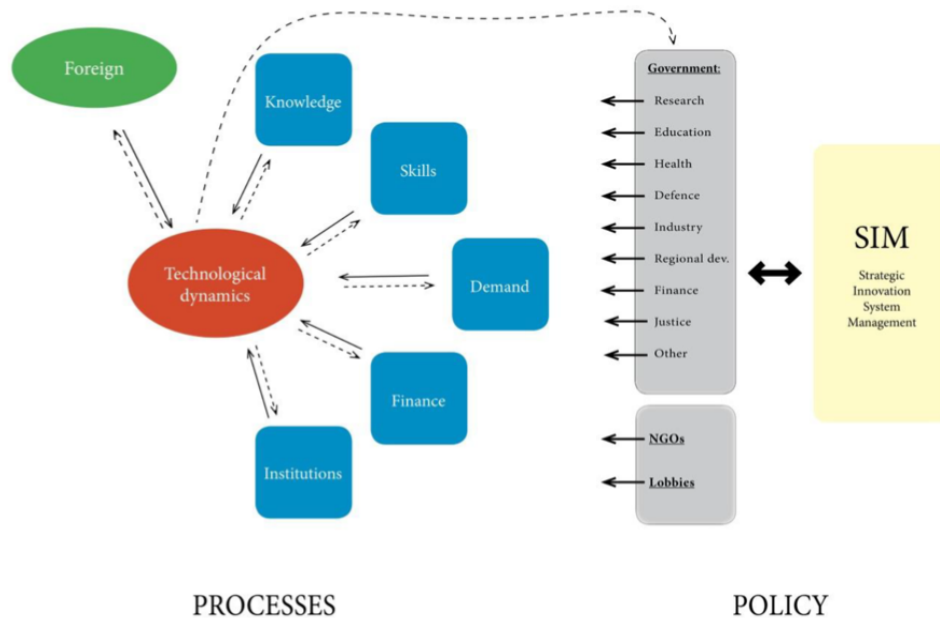 Foreign
Knowledge
Skills
Technological
dynamics
Demand
Finance
Institutions
Government:
Research
Education
Health
Defence
Industry
Regional dev.
Finance
Justice
Other
NGOs
Lobbies
SIM
Strategic
Innovation
System
Management
PROCESSES
POLICY